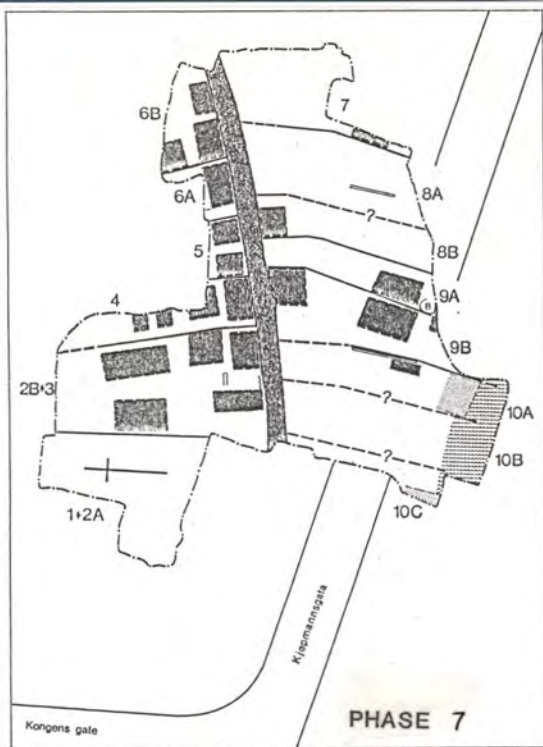 7
6B
6A
8A
?
5
8B
4
9A
9B
2B+3
?
10A
?
10B
1+2A
10C
Kjøpmannsgata
PHASE 7
Kongens gate